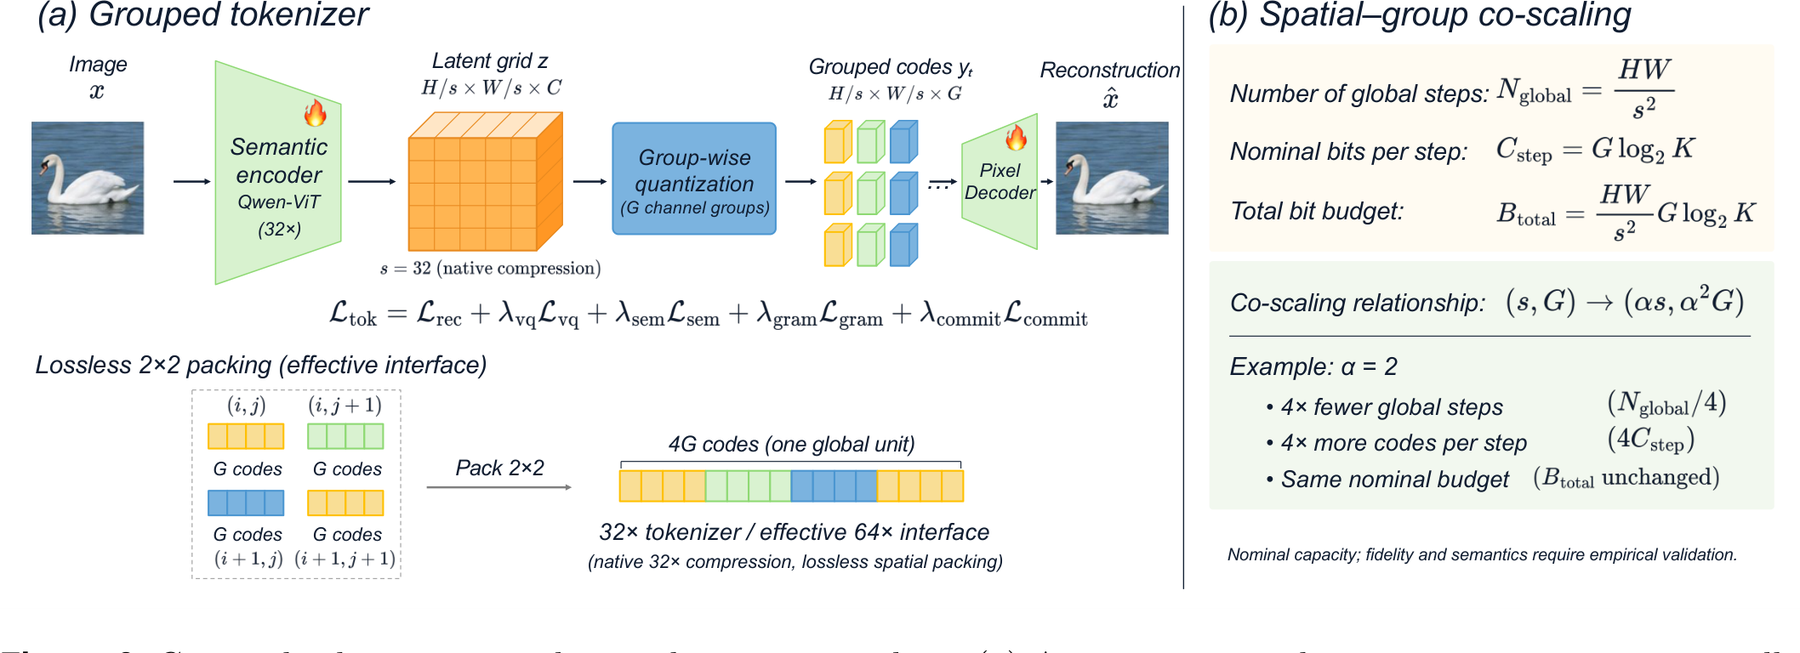 (a) Grouped tokenizer
Image
x
Semantic
encoder
Qwen-ViT
(32×)
Latent grid z
H/s × W/s × C
s = 32 (native compression)
Group-wise
quantization
(G channel groups)
Grouped codes yₜ
H/s × W/s × G
...
Pixel
Decoder
Reconstruction
x̂
ℒ_tok = ℒ_rec + λ_vq ℒ_vq + λ_sem ℒ_sem + λ_gram ℒ_gram + λ_commit ℒ_commit
Lossless 2×2 packing (effective interface)
(i, j) (i, j + 1)
G codes G codes
G codes G codes
(i + 1, j) (i + 1, j + 1)
Pack 2×2
4G codes (one global unit)
32× tokenizer / effective 64× interface
(native 32× compression, lossless spatial packing)
(b) Spatial–group co-scaling
Number of global steps: N_global = HW / s²
Nominal bits per step: C_step = G log₂ K
Total bit budget: B_total = HW / s² G log₂ K
Co-scaling relationship: (s, G) → (αs, α²G)
Example: α = 2
• 4× fewer global steps (N_global/4)
• 4× more codes per step (4C_step)
• Same nominal budget (B_total unchanged)
Nominal capacity; fidelity and semantics require empirical validation.